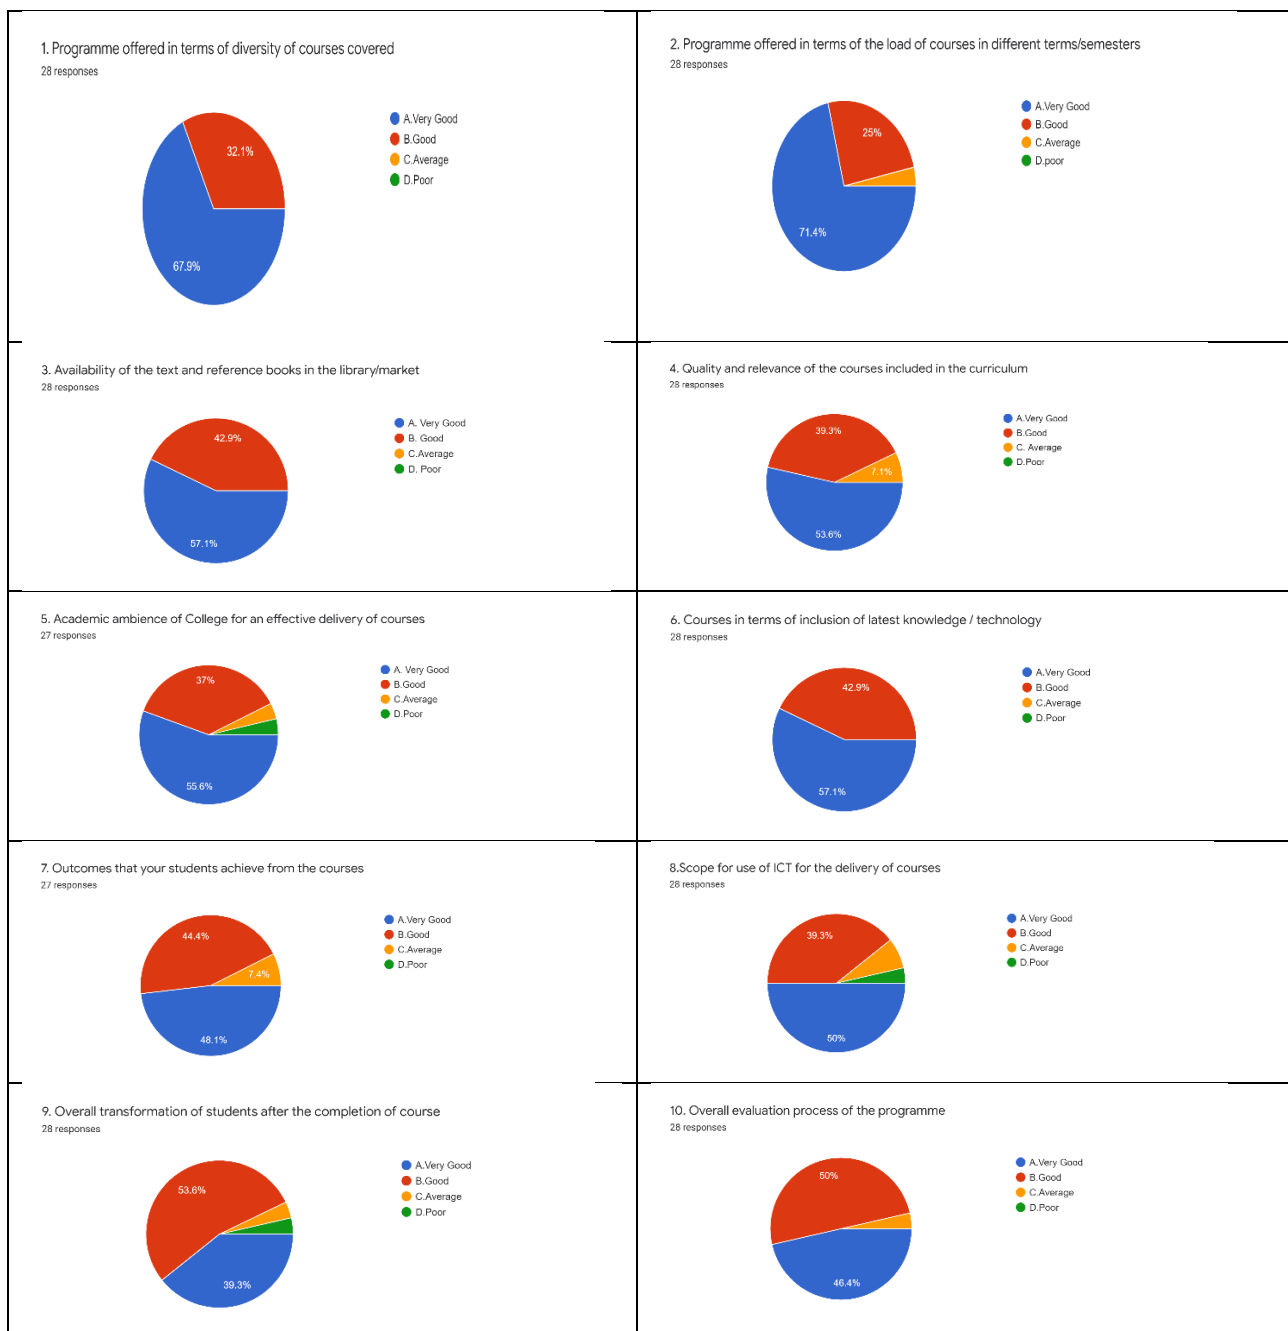 1. Programme offered in terms of diversity of courses covered
28 responses
A.Very Good
B.Good
C.Average
D.Poor
32.1%
67.9%
2. Programme offered in terms of the load of courses in different terms/semesters
28 responses
A.Very Good
B.Good
C.Average
D.poor
25%
71.4%
3. Availability of the text and reference books in the library/market
28 responses
A. Very Good
B. Good
C.Average
D. Poor
42.9%
57.1%
4. Quality and relevance of the courses included in the curriculum
28 responses
A.Very Good
B.Good
C. Average
D.Poor
39.3%
7.1%
53.6%
5. Academic ambience of College for an effective delivery of courses
27 responses
A. Very Good
B.Good
C.Average
D.Poor
37%
55.6%
6. Courses in terms of inclusion of latest knowledge / technology
28 responses
A.Very Good
B.Good
C.Average
D.Poor
42.9%
57.1%
7. Outcomes that your students achieve from the courses
27 responses
A.Very Good
B.Good
C.Average
D.Poor
44.4%
7.4%
48.1%
8.Scope for use of ICT for the delivery of courses
28 responses
A.Very Good
B.Good
C.Average
D.Poor
39.3%
50%
9. Overall transformation of students after the completion of course
28 responses
A.Very Good
B.Good
C.Average
D.Poor
53.6%
39.3%
10. Overall evaluation process of the programme
28 responses
A.Very Good
B.Good
C.Average
D.Poor
50%
46.4%